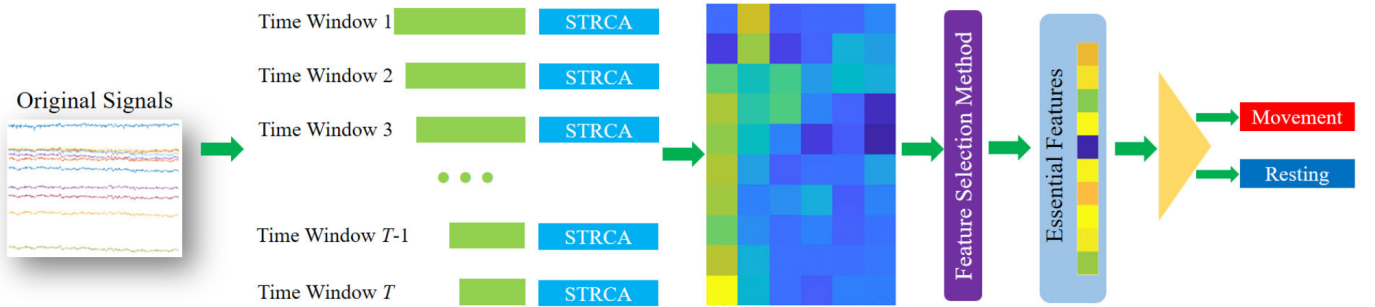 Original Signals
Time Window 1
STRCA
Time Window 2
STRCA
Time Window 3
STRCA
Time Window T-1
STRCA
Time Window T
STRCA
Feature Selection Method
Essential Features
Movement
Resting